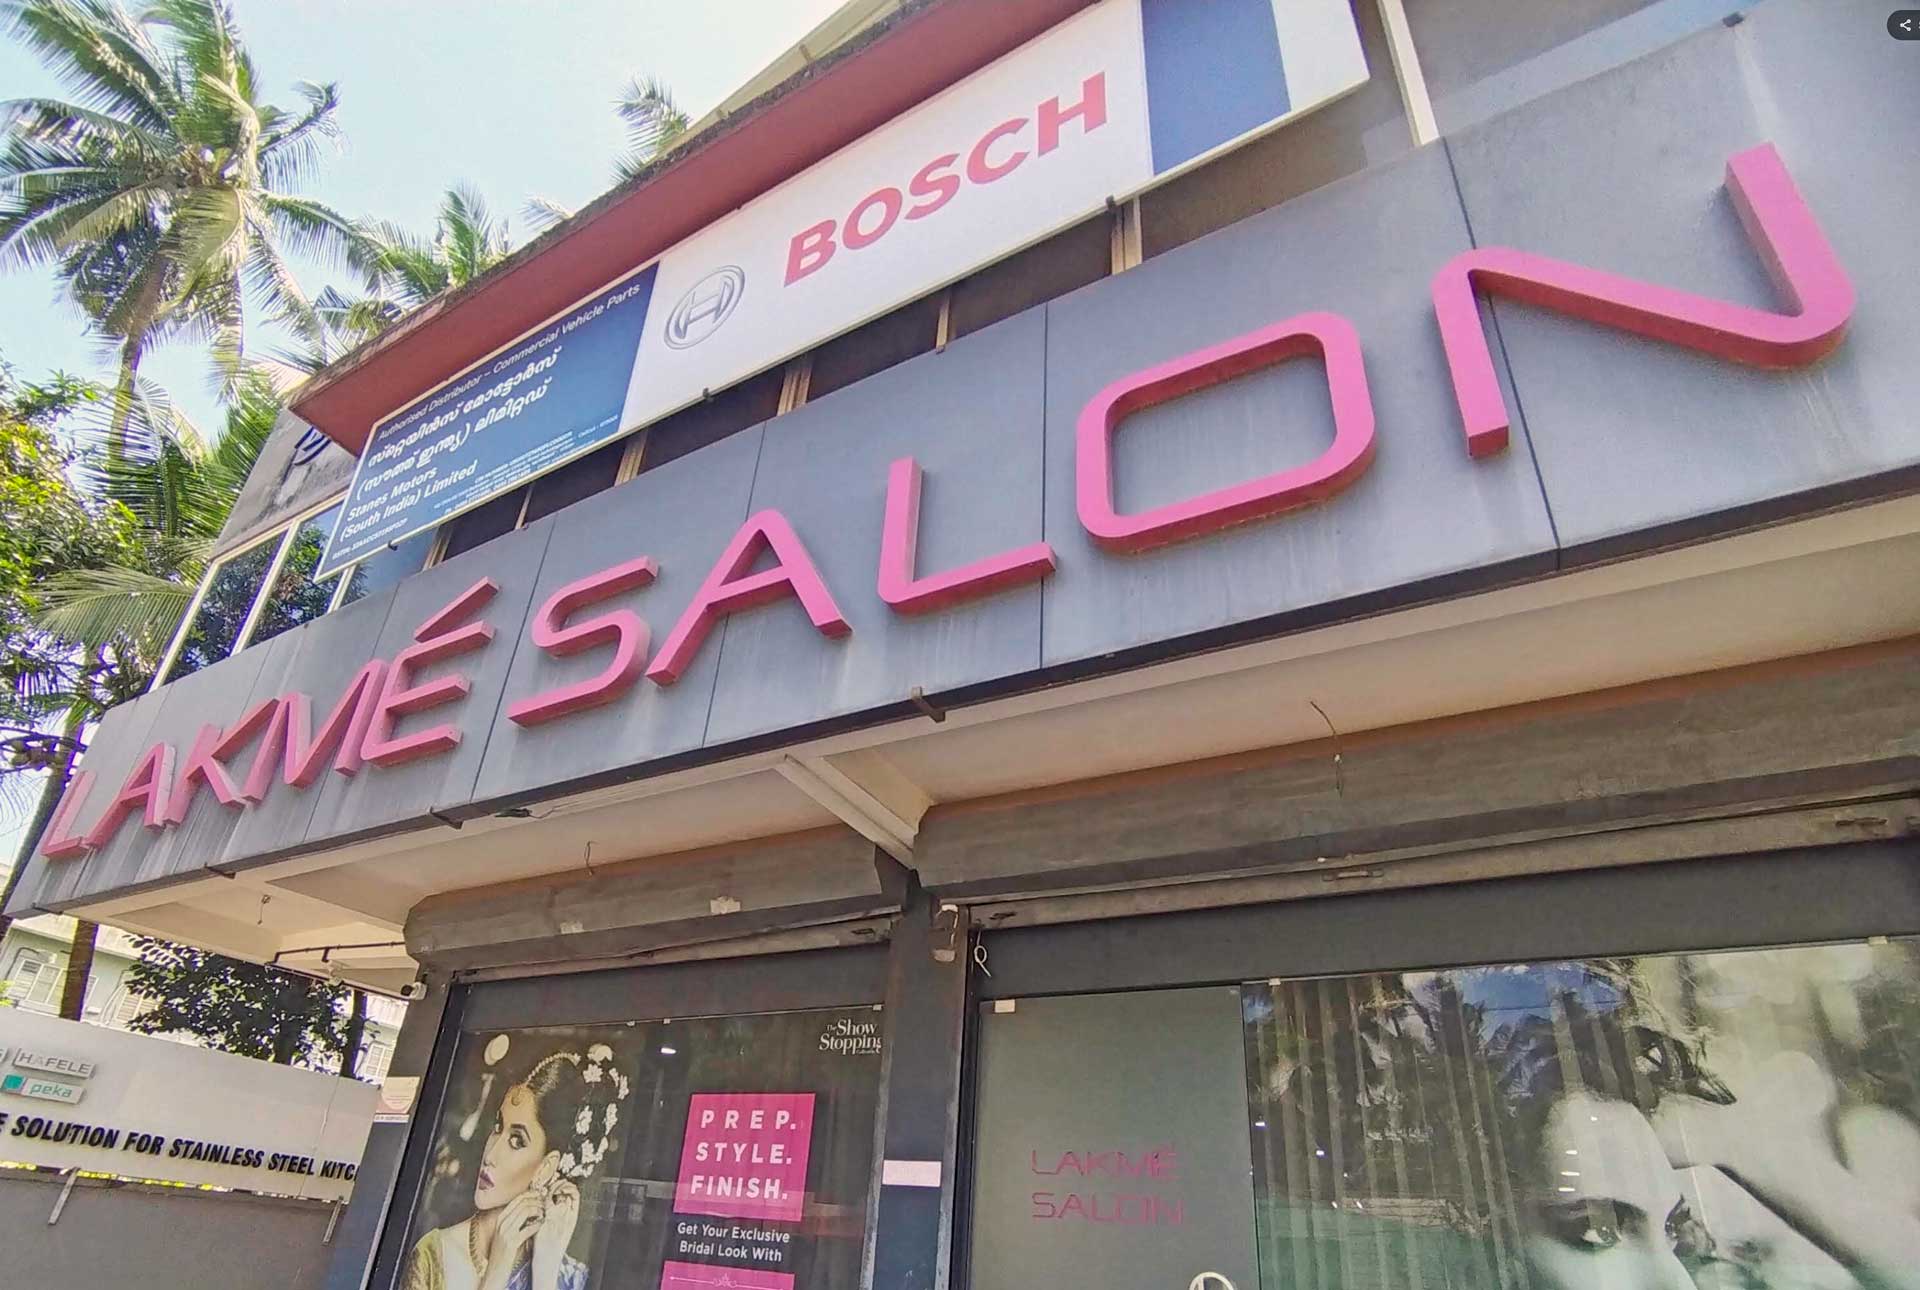 BOSCH
Authorised Distributor - Commercial Vehicle Parts
സ്റ്റെയിൻസ് മോട്ടോർസ്
(സൗത്ത് ഇന്ത്യ) ലിമിറ്റഡ്
Stanes Motors
(South India) Limited
LAKMÉ SALON
The Show
Stopping
PREP.
STYLE.
FINISH.
Get Your Exclusive
Bridal Look With
LAKMÉ
SALON
HÄFELE
peka
SOLUTION FOR STAINLESS STEEL KITC